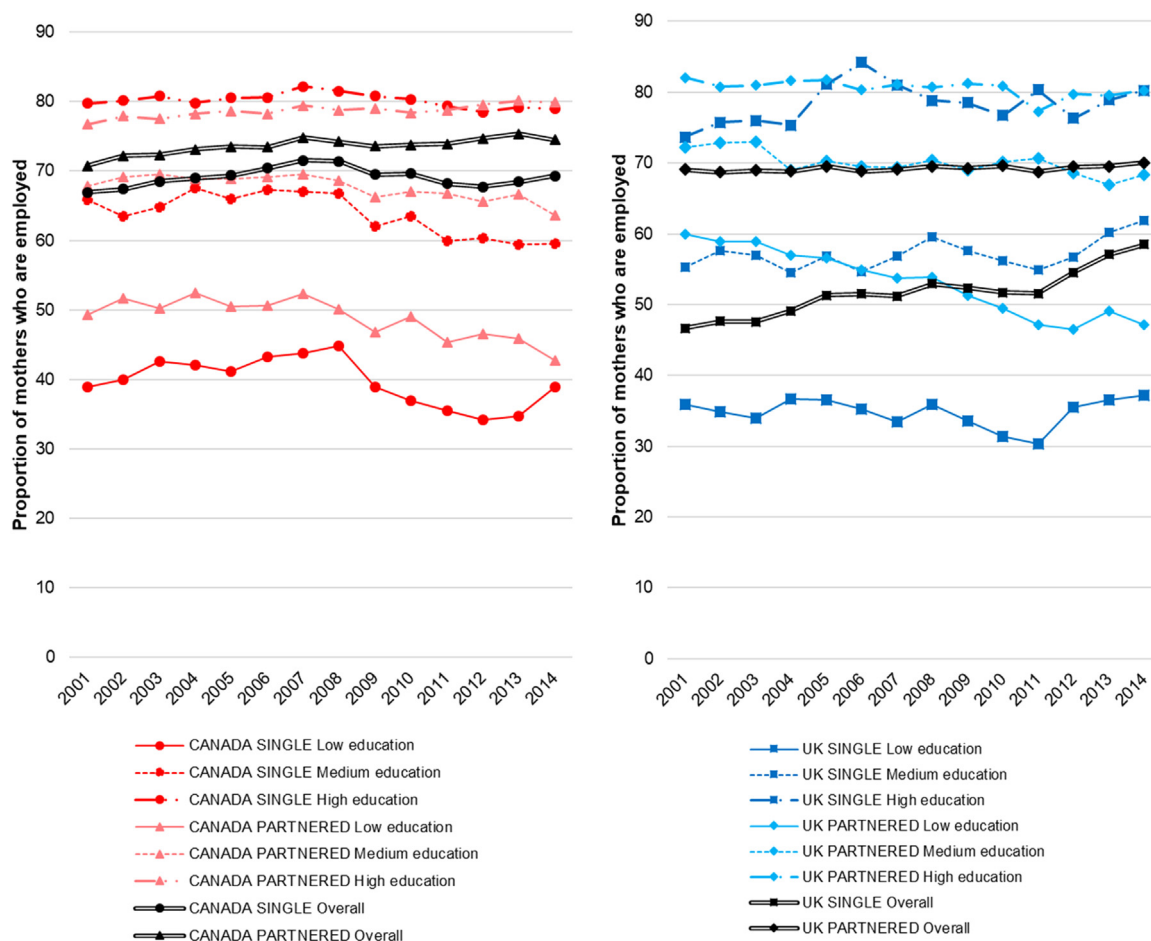 90
80
70
60
50
40
30
20
10
0
Proportion of mothers who are employed
2001 2002 2003 2004 2005 2006 2007 2008 2009 2010 2011 2012 2013 2014
CANADA SINGLE Low education
CANADA SINGLE Medium education
CANADA SINGLE High education
CANADA PARTNERED Low education
CANADA PARTNERED Medium education
CANADA PARTNERED High education
CANADA SINGLE Overall
CANADA PARTNERED Overall
90
80
70
60
50
40
30
20
10
0
Proportion of mothers who are employed
2001 2002 2003 2004 2005 2006 2007 2008 2009 2010 2011 2012 2013 2014
UK SINGLE Low education
UK SINGLE Medium education
UK SINGLE High education
UK PARTNERED Low education
UK PARTNERED Medium education
UK PARTNERED High education
UK SINGLE Overall
UK PARTNERED Overall